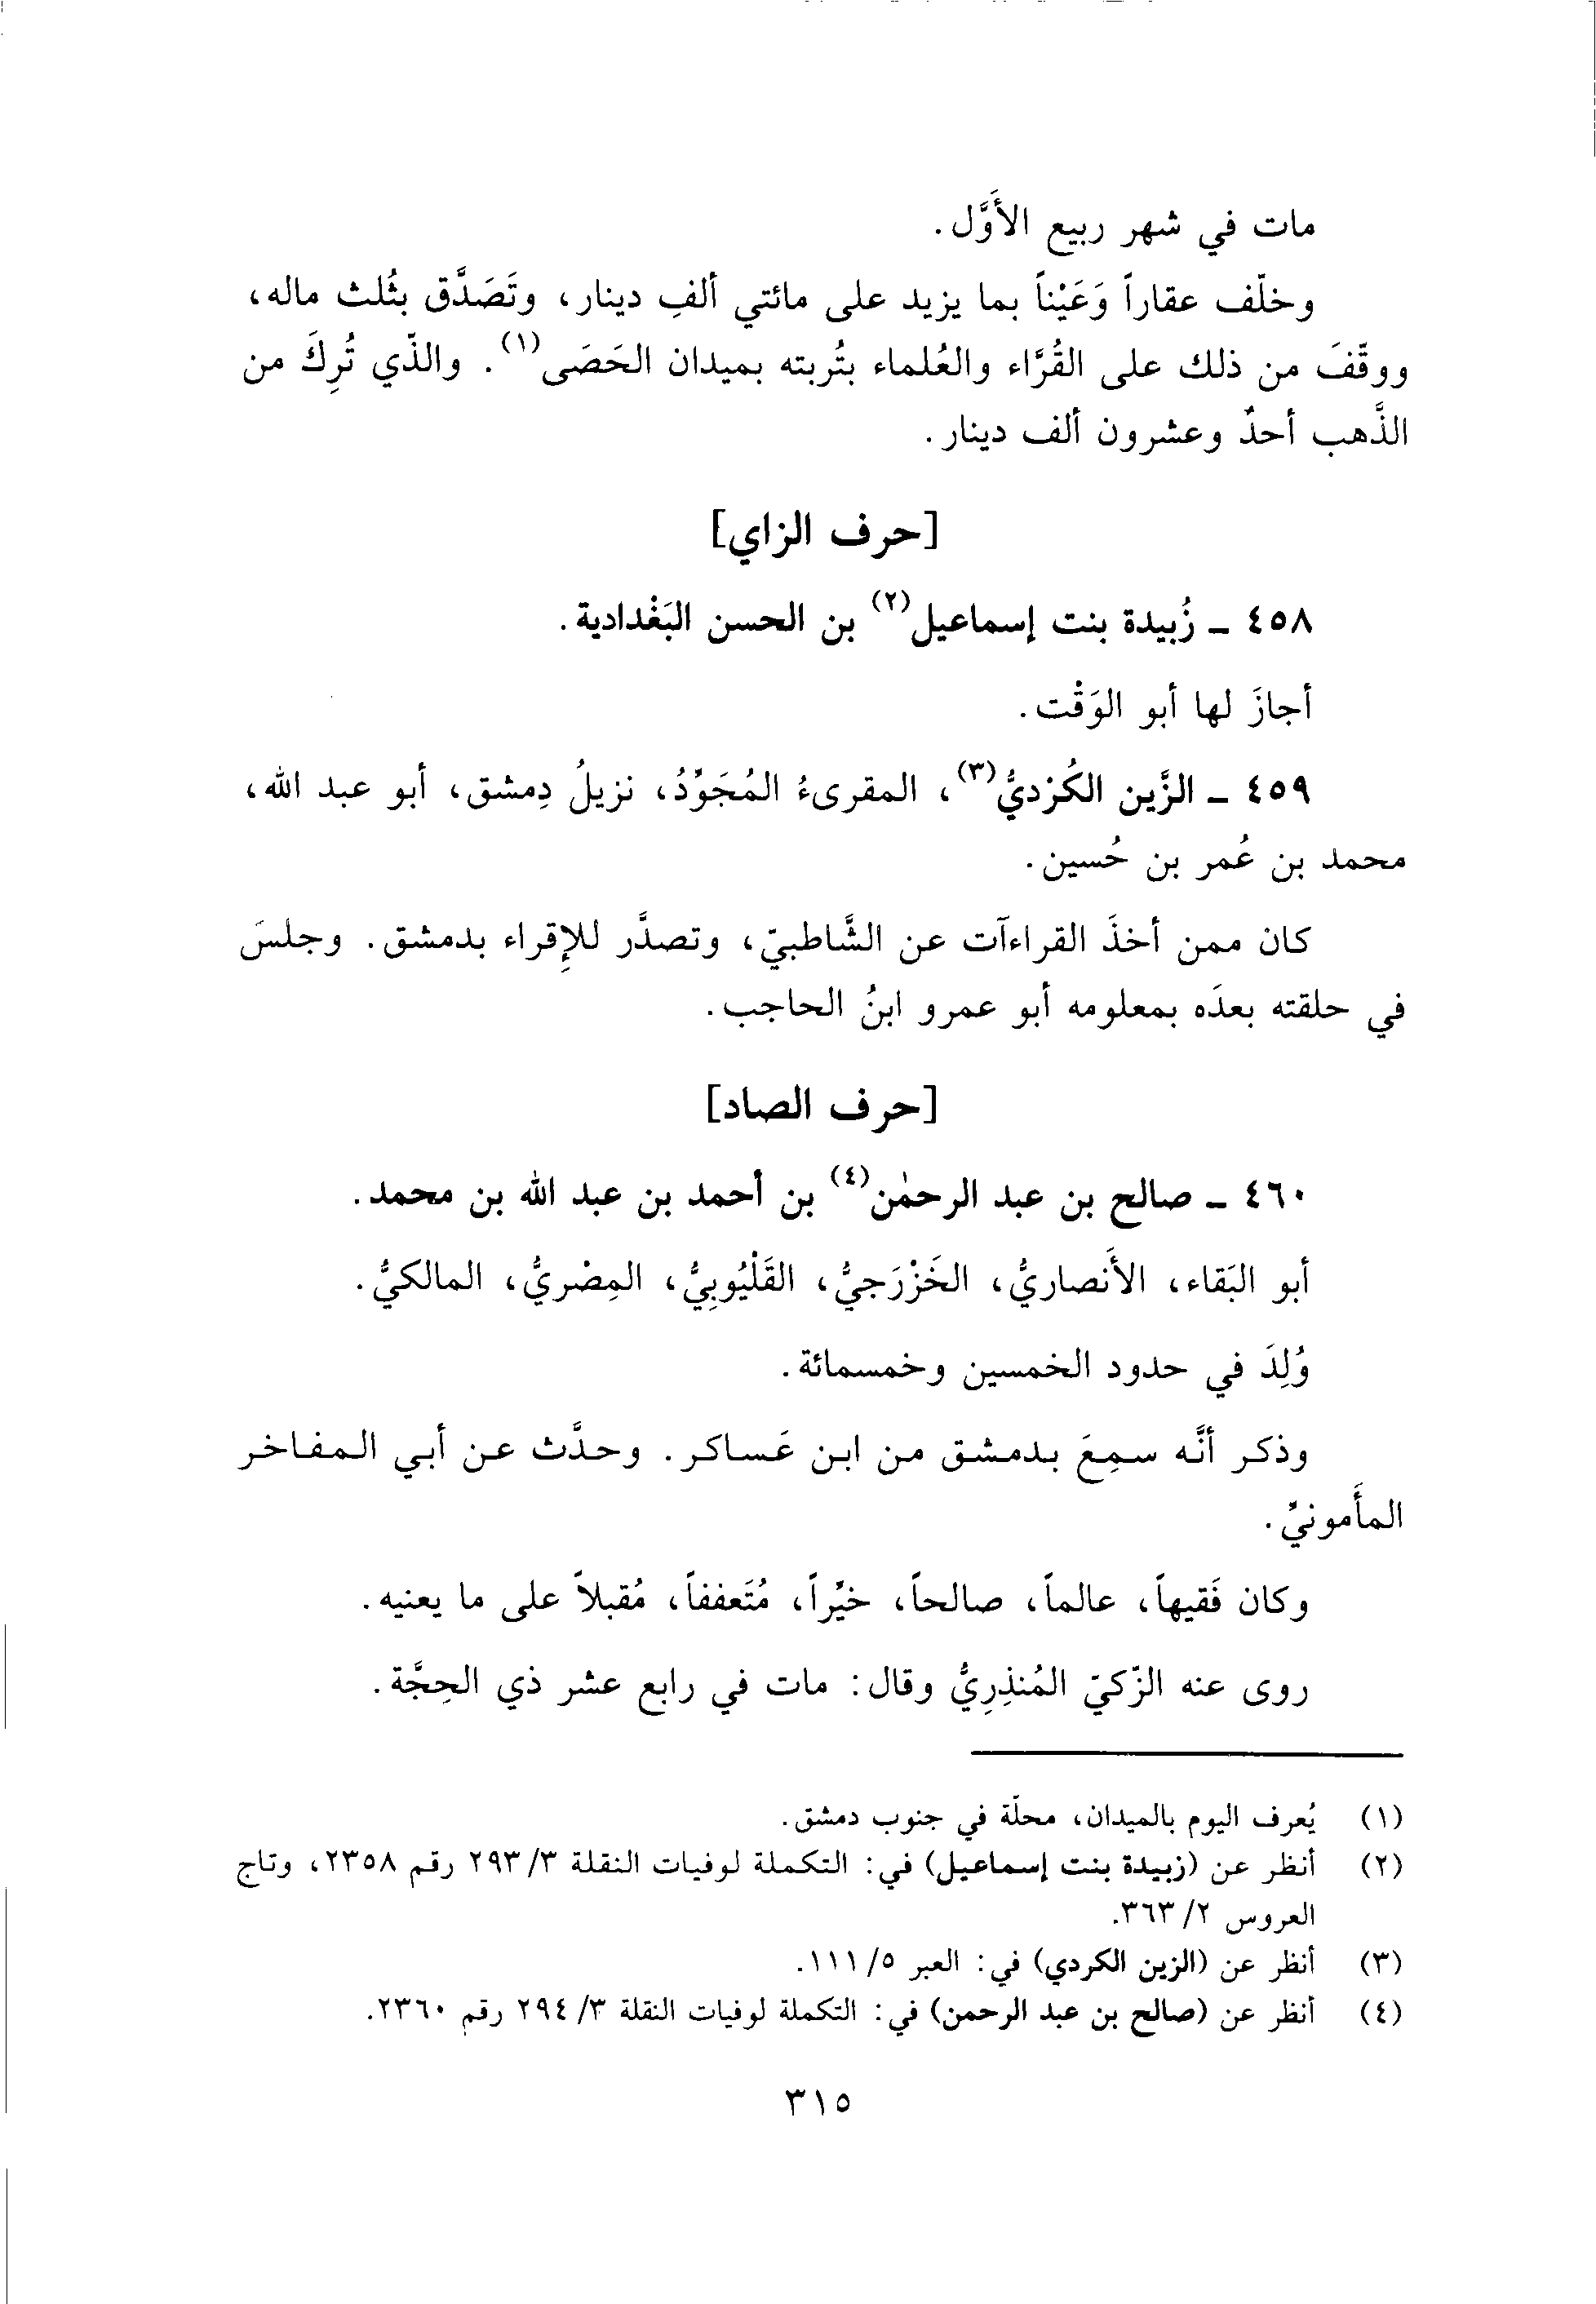 مات في شهر ربيع الأَوَّل.
وخلّف عقاراً وَعَيْناً بما يزيد على مائتي ألفِ دينار، وتَصَدَّق بثُلث ماله،
ووقّفَ من ذلك على القُرَّاء والعُلماء بتُربته بميدان الحَصَى(١). والذّي تُرِكَ من
الذَّهب أحدٌ وعشرون ألف دينار.
[حرف الزاي]
٤٥٨ - زُبيدة بنت إسماعيل(٢) بن الحسن البَغْدادية.
أجازَ لها أبو الوَقْت.
٤٥٩ - الزَّين الكُرْديُّ(٣)، المقرىءُ المُجَوِّدُ، نزيلُ دِمشق، أبو عبد الله،
محمد بن عُمر بن حُسين.
كان ممن أخذَ القراءآت عن الشَّاطبيّ، وتصدَّر للإقراء بدمشق. وجلسَ
في حلقته بعدَه بمعلومه أبو عمرو ابنُ الحاجب.
[حرف الصاد]
٤٦٠ - صالح بن عبد الرحمٰن(٤) بن أحمد بن عبد الله بن محمد.
أبو البَقاء، الأَنصاريُّ، الخَزْرَجيُّ، القَلْيُوبِيُّ، المِصْريُّ، المالكيُّ.
وُلِدَ في حدود الخمسين وخمسمائة.
وذكر أنَّه سمِعَ بدمشق من ابن عَساكر. وحدَّث عن أبي المفاخر
المأَمونيِّ.
وكان فَقيهاً، عالماً، صالحاً، خيِّراً، مُتَعففاً، مُقبلاً على ما يعنيه.
روى عنه الزّكيّ المُنذِرِيُّ وقال: مات في رابع عشر ذي الحِجَّة.
(١) يُعرف اليوم بالميدان، محلّة في جنوب دمشق.
(٢) أنظر عن (زبيدة بنت إسماعيل) في: التكملة لوفيات النقلة ٣/ ٢٩٣ رقم ٢٣٥٨، وتاج
العروس ٢/ ٣٦٣.
(٣) أنظر عن (الزين الكردي) في: العبر ٥/ ١١١.
(٤) أنظر عن (صالح بن عبد الرحمن) في: التكملة لوفيات النقلة ٣/ ٢٩٤ رقم ٢٣٦٠.
٣١٥